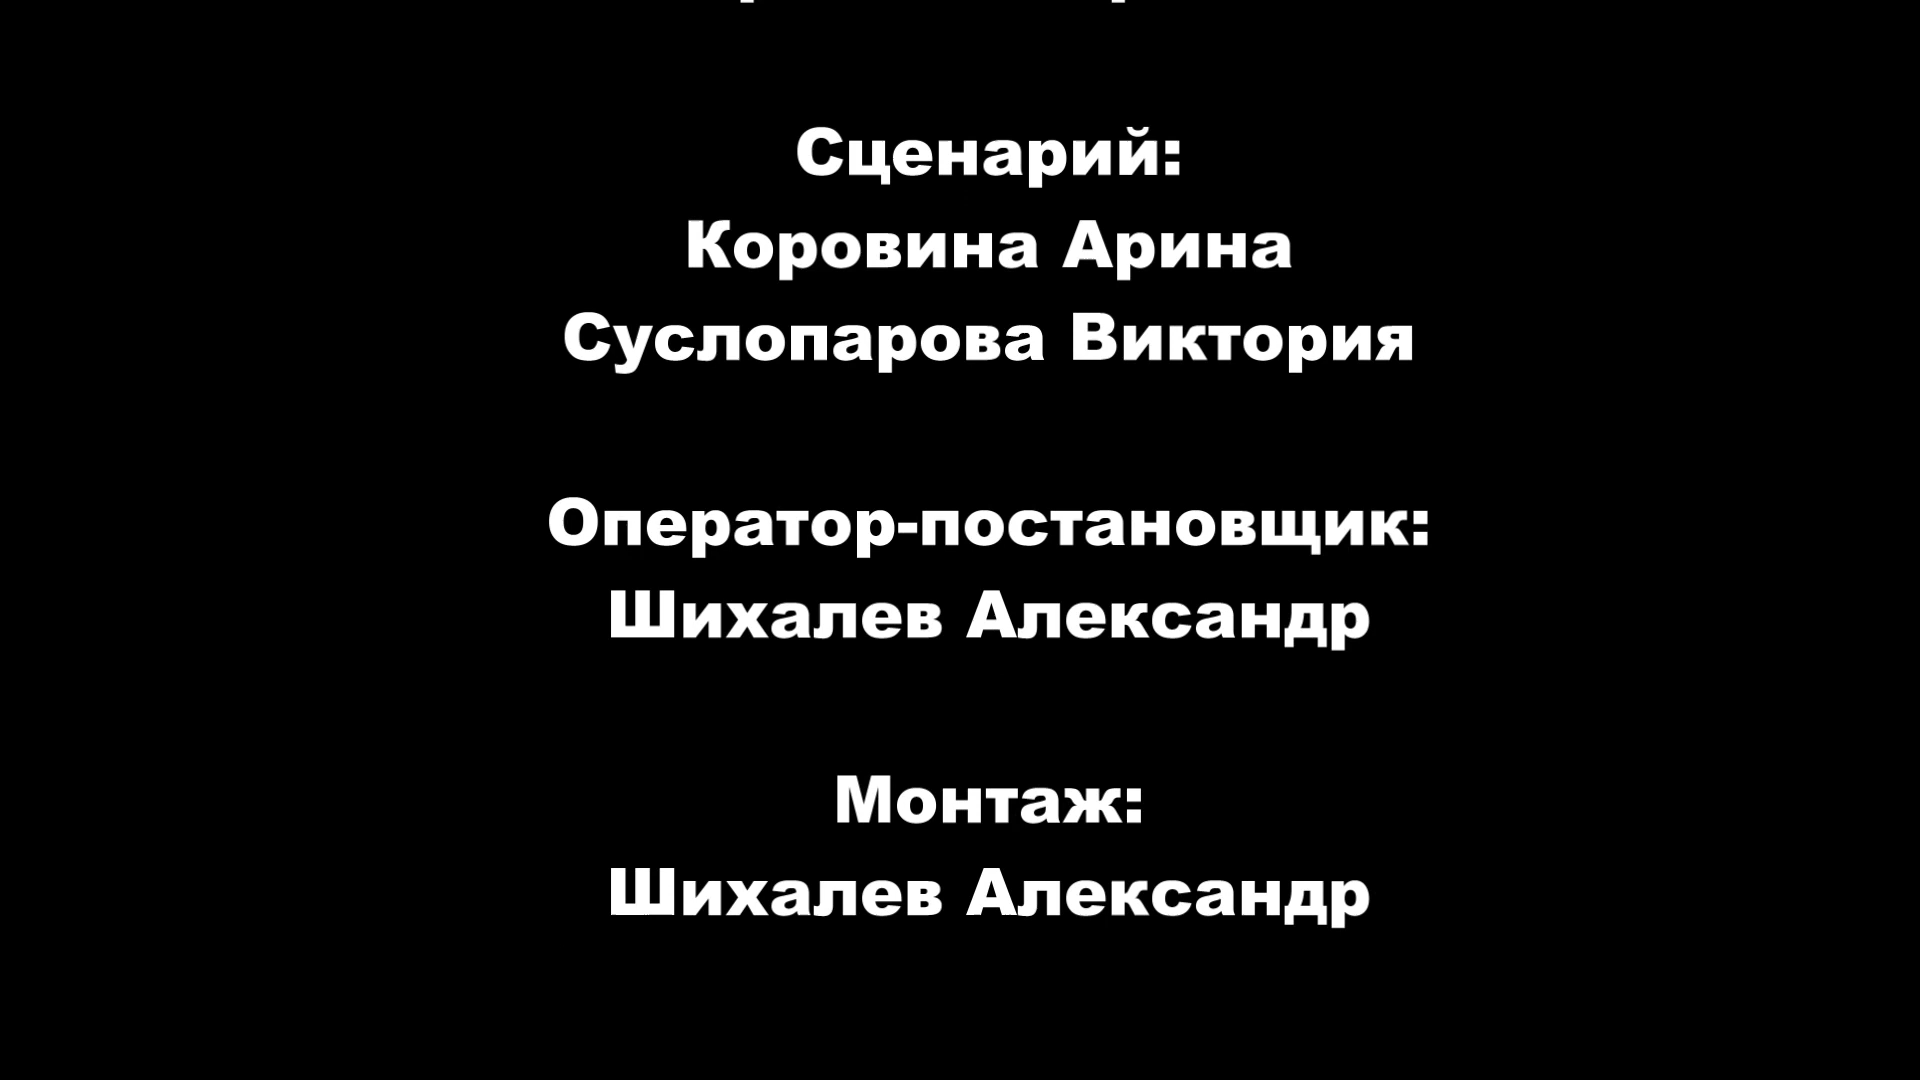 Сценарий:
Коровина Арина
Суслопарова Виктория
Оператор-постановщик:
Шихалев Александр
Монтаж:
Шихалев Александр